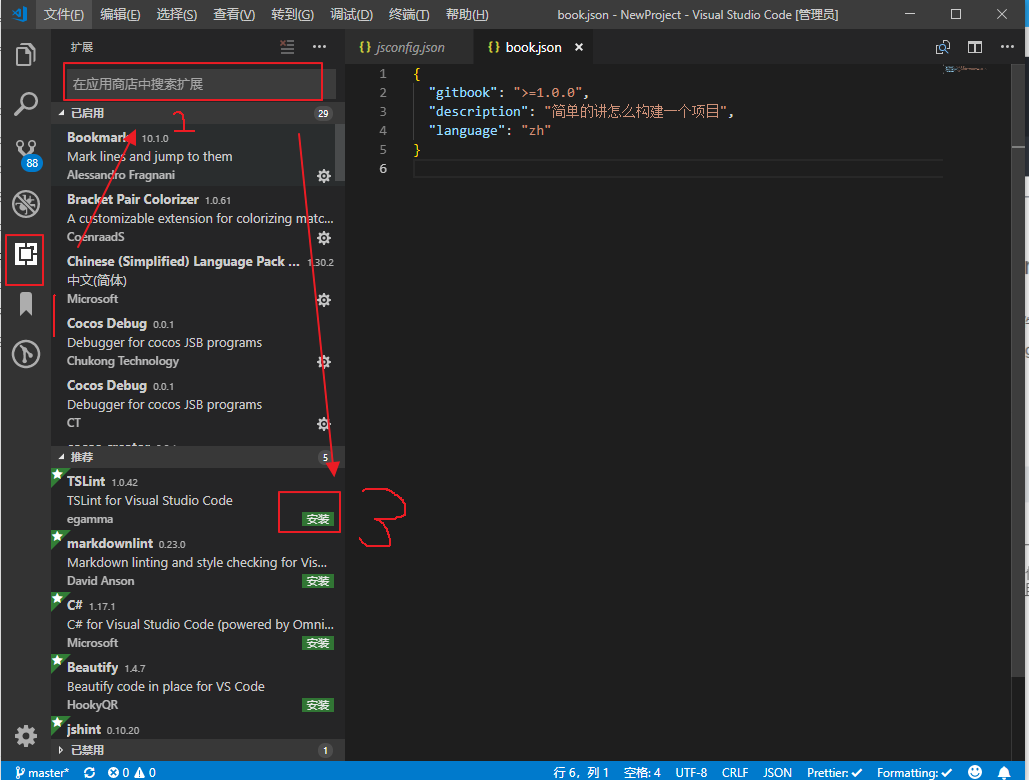 文件(F) 编辑(E) 选择(S) 查看(V) 转到(G) 调试(D) 终端(T) 帮助(H) book.json - NewProject - Visual Studio Code [管理员]
扩展
在应用商店中搜索扩展
已启用 29
1
Bookmark 10.1.0
Mark lines and jump to them
Alessandro Fragnani
Bracket Pair Colorizer 1.0.61
A customizable extension for colorizing matc...
CoenraadS
Chinese (Simplified) Language Pack ... 1.30.2
中文(简体)
Microsoft
Cocos Debug 0.0.1
Debugger for cocos JSB programs
Chukong Technology
Cocos Debug 0.0.1
Debugger for cocos JSB programs
CT
推荐 5
TSLint 1.0.42
TSLint for Visual Studio Code
egamma 安装
3
markdownlint 0.23.0
Markdown linting and style checking for Vis...
David Anson 安装
C# 1.17.1
C# for Visual Studio Code (powered by Omni...
Microsoft 安装
Beautify 1.4.7
Beautify code in place for VS Code
HookyQR 安装
jshint 0.10.20
已禁用 1
88
{} jsconfig.json {} book.json ×
1 {
2 "gitbook": ">=1.0.0",
3 "description": "简单的讲怎么构建一个项目",
4 "language": "zh"
5 }
6
master* 0 0 行 6，列 1 空格: 4 UTF-8 CRLF JSON Prettier: ✓ Formatting: ✓